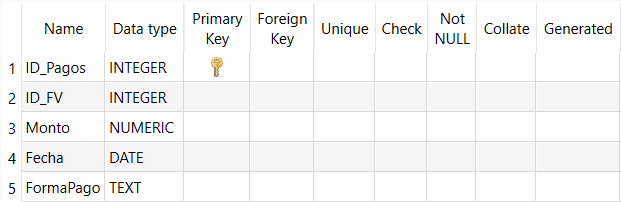 Name Data type Primary Key Foreign Key Unique Check Not NULL Collate Generated
1 ID_Pagos INTEGER
2 ID_FV INTEGER
3 Monto NUMERIC
4 Fecha DATE
5 FormaPago TEXT